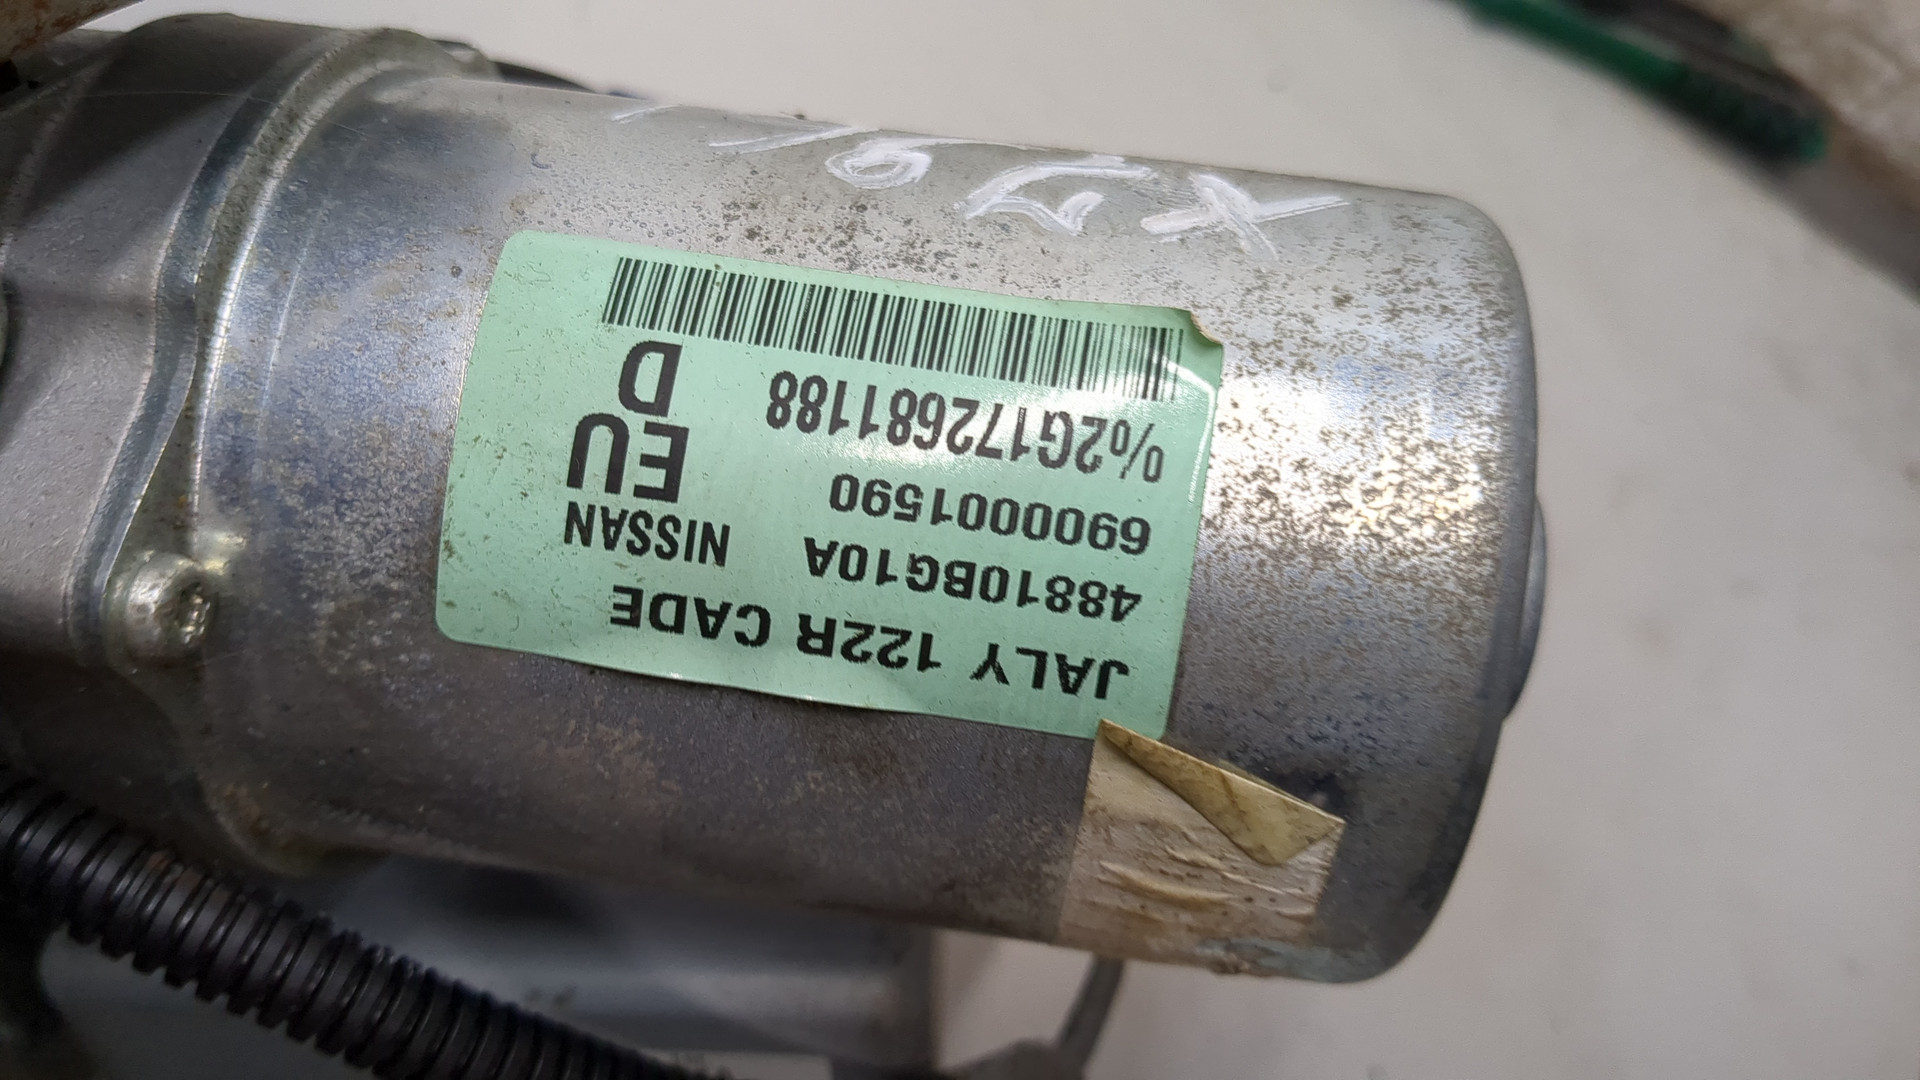 JALY 122R CADE
48810BG10A NISSAN
6900001590 EU
%2G172681188 D